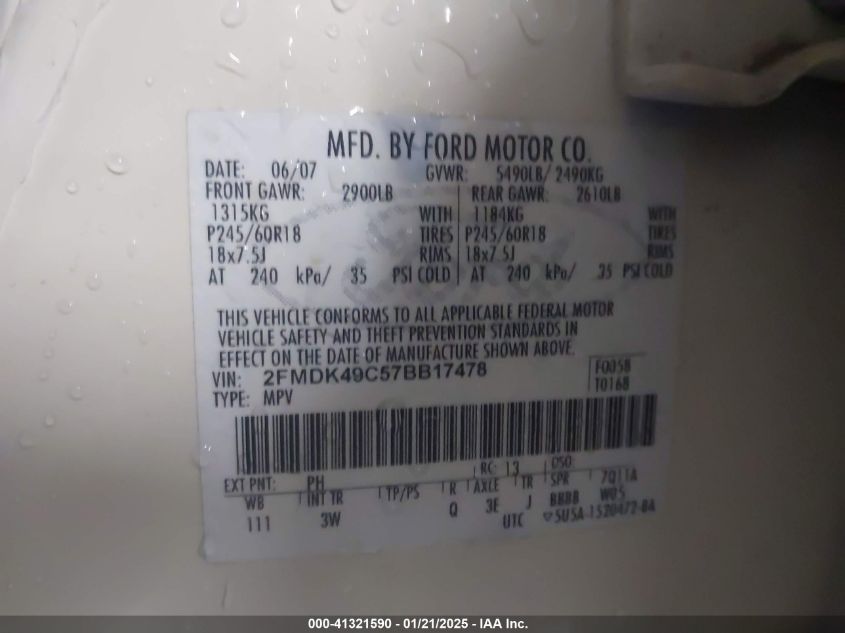 MFD. BY FORD MOTOR CO.
DATE: 06/07 GVWR: 5490LB/ 2490KG
FRONT GAWR: 2900LB REAR GAWR: 2610LB
1315KG WITH 1184KG WITH
P245/60R18 TIRES P245/60R18 TIRES
18x7.5J RIMS 18x7.5J RIMS
AT 240 kPa/ 35 PSI COLD AT 240 kPa/ 35 PSI COLD
THIS VEHICLE CONFORMS TO ALL APPLICABLE FEDERAL MOTOR
VEHICLE SAFETY AND THEFT PREVENTION STANDARDS IN
EFFECT ON THE DATE OF MANUFACTURE SHOWN ABOVE.
VIN: 2FMDK49C57BB17478 F0058
TYPE: MPV T0168
EXT PNT: PH RC: 13 DSO:
WB INT TR TP/PS R AXLE TR SPR 7Q11A
111 3W Q 3E J BBBB W05
UTC 5U5A-1520472-BA
000-41321590 - 01/21/2025 - IAA Inc.